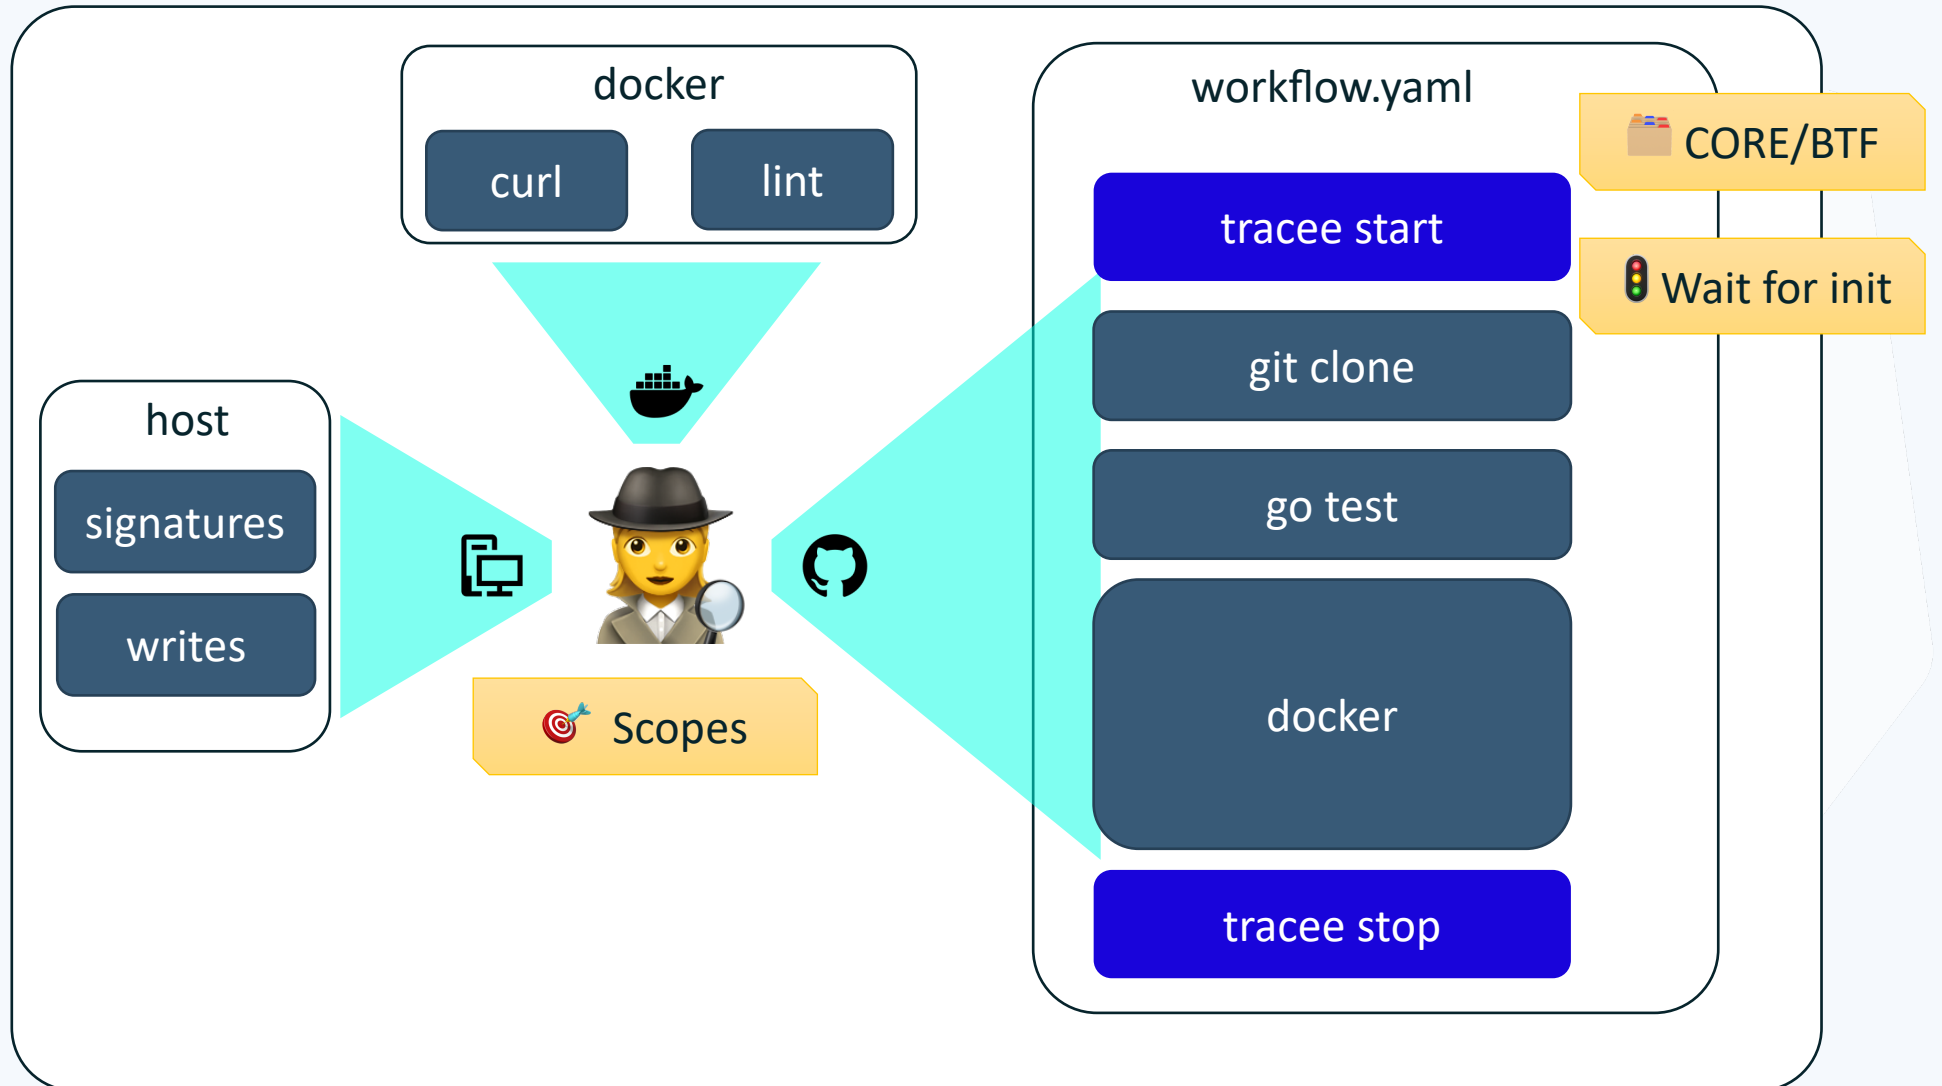 docker
curl
lint
host
signatures
writes
Scopes
workflow.yaml
CORE/BTF
tracee start
Wait for init
git clone
go test
docker
tracee stop